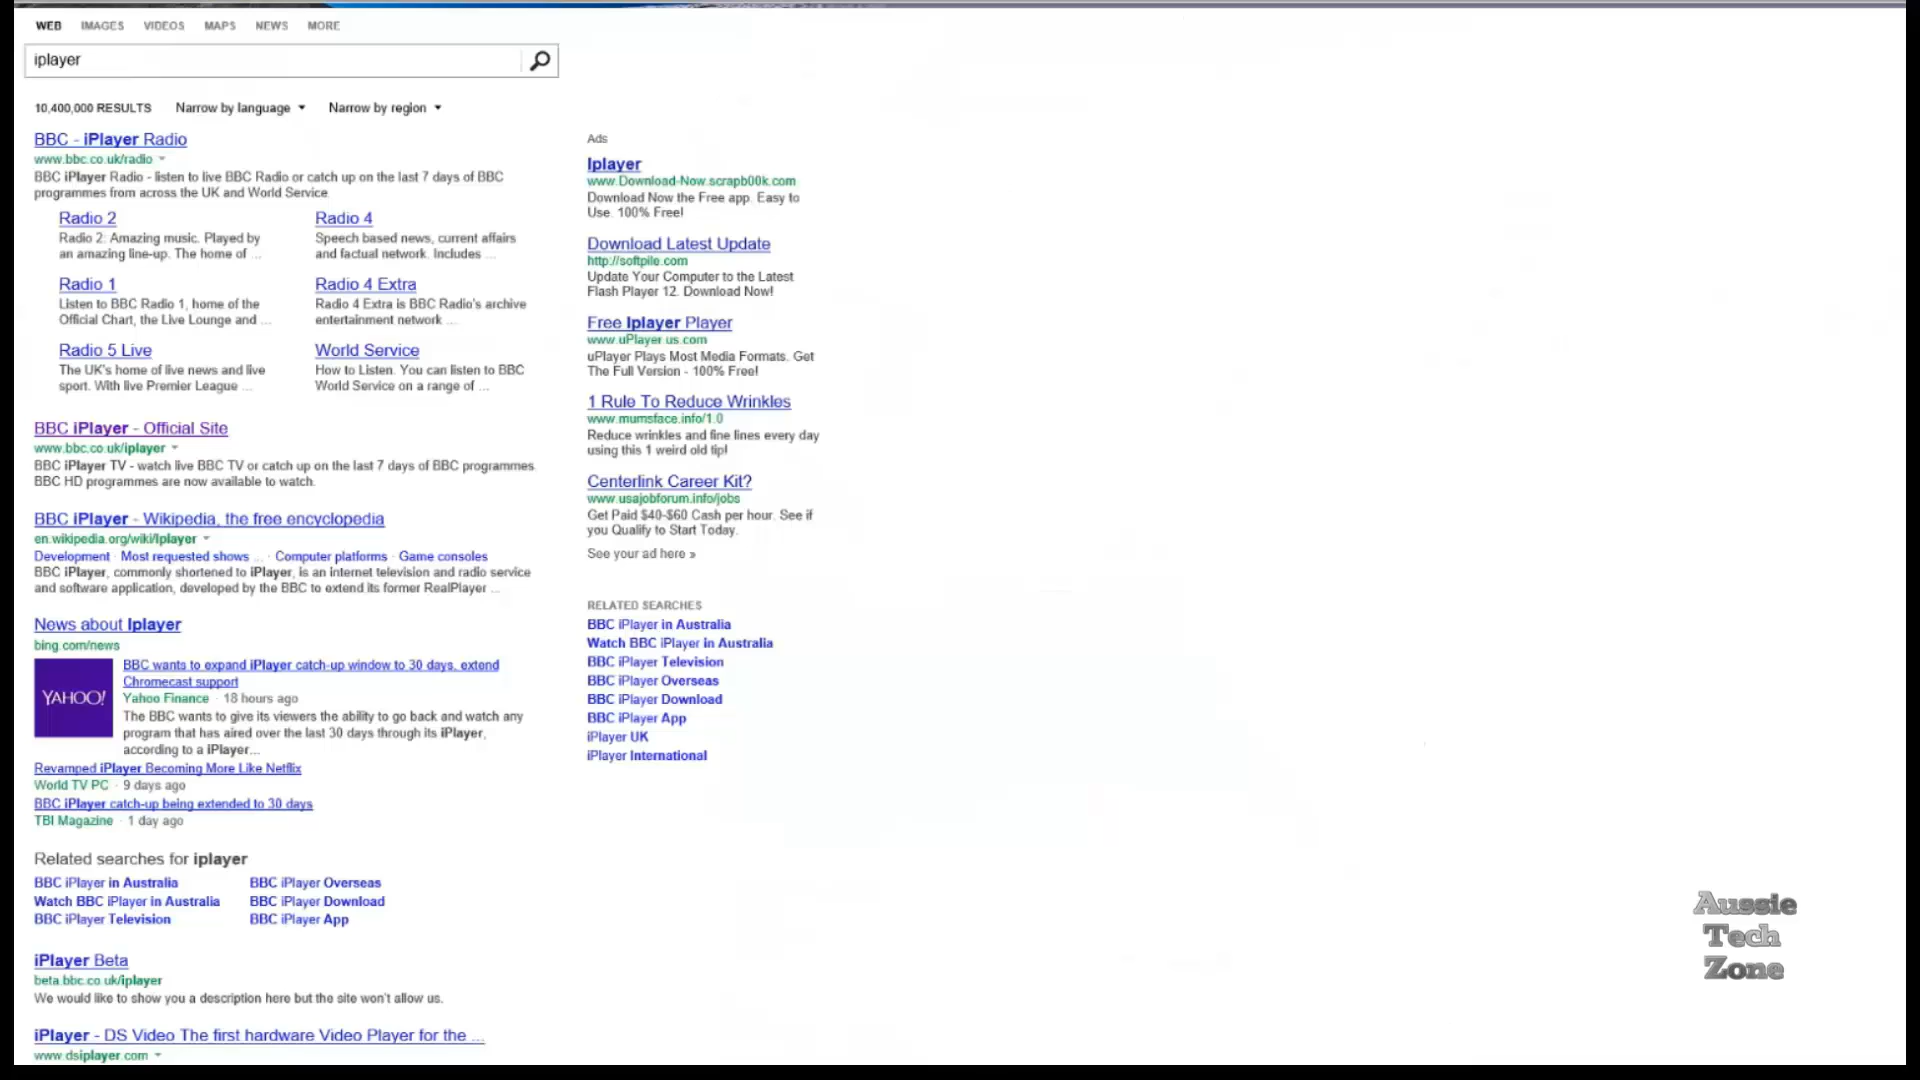 WEB IMAGES VIDEOS MAPS NEWS MORE
iplayer
10,400,000 RESULTS Narrow by language Narrow by region
BBC - iPlayer Radio
www.bbc.co.uk/radio
BBC iPlayer Radio - listen to live BBC Radio or catch up on the last 7 days of BBC
programmes from across the UK and World Service.
Radio 2
Radio 2: Amazing music. Played by
an amazing line-up. The home of ...
Radio 4
Speech based news, current affairs
and factual network. Includes ...
Radio 1
Listen to BBC Radio 1, home of the
Official Chart, the Live Lounge and ...
Radio 4 Extra
Radio 4 Extra is BBC Radio's archive
entertainment network ...
Radio 5 Live
The UK's home of live news and live
sport. With live Premier League ...
World Service
How to Listen. You can listen to BBC
World Service on a range of ...
BBC iPlayer - Official Site
www.bbc.co.uk/iplayer
BBC iPlayer TV - watch live BBC TV or catch up on the last 7 days of BBC programmes.
BBC HD programmes are now available to watch.
BBC iPlayer - Wikipedia, the free encyclopedia
en.wikipedia.org/wiki/Iplayer
Development · Most requested shows ... · Computer platforms · Game consoles
BBC iPlayer, commonly shortened to iPlayer, is an internet television and radio service
and software application, developed by the BBC to extend its former RealPlayer ...
News about Iplayer
bing.com/news
YAHOO!
BBC wants to expand iPlayer catch-up window to 30 days, extend
Chromecast support
Yahoo Finance · 18 hours ago
The BBC wants to give its viewers the ability to go back and watch any
program that has aired over the last 30 days through its iPlayer,
according to a iPlayer...
Revamped iPlayer Becoming More Like Netflix
World TV PC · 9 days ago
BBC iPlayer catch-up being extended to 30 days
TBI Magazine · 1 day ago
Related searches for iplayer
BBC iPlayer in Australia
Watch BBC iPlayer in Australia
BBC iPlayer Television
BBC iPlayer Overseas
BBC iPlayer Download
BBC iPlayer App
iPlayer Beta
beta.bbc.co.uk/iplayer
We would like to show you a description here but the site won't allow us.
iPlayer - DS Video The first hardware Video Player for the ...
www.dsiplayer.com
Ads
Iplayer
www.Download-Now.scrapb00k.com
Download Now the Free app. Easy to
Use. 100% Free!
Download Latest Update
http://softpile.com
Update Your Computer to the Latest
Flash Player 12. Download Now!
Free Iplayer Player
www.uPlayer.us.com
uPlayer Plays Most Media Formats. Get
The Full Version - 100% Free!
1 Rule To Reduce Wrinkles
www.mumsface.info/1.0
Reduce wrinkles and fine lines every day
using this 1 weird old tip!
Centerlink Career Kit?
www.usajobforum.info/jobs
Get Paid $40-$60 Cash per hour. See if
you Qualify to Start Today.
See your ad here »
RELATED SEARCHES
BBC iPlayer in Australia
Watch BBC iPlayer in Australia
BBC iPlayer Television
BBC iPlayer Overseas
BBC iPlayer Download
BBC iPlayer App
iPlayer UK
iPlayer International
Aussie
Tech
Zone